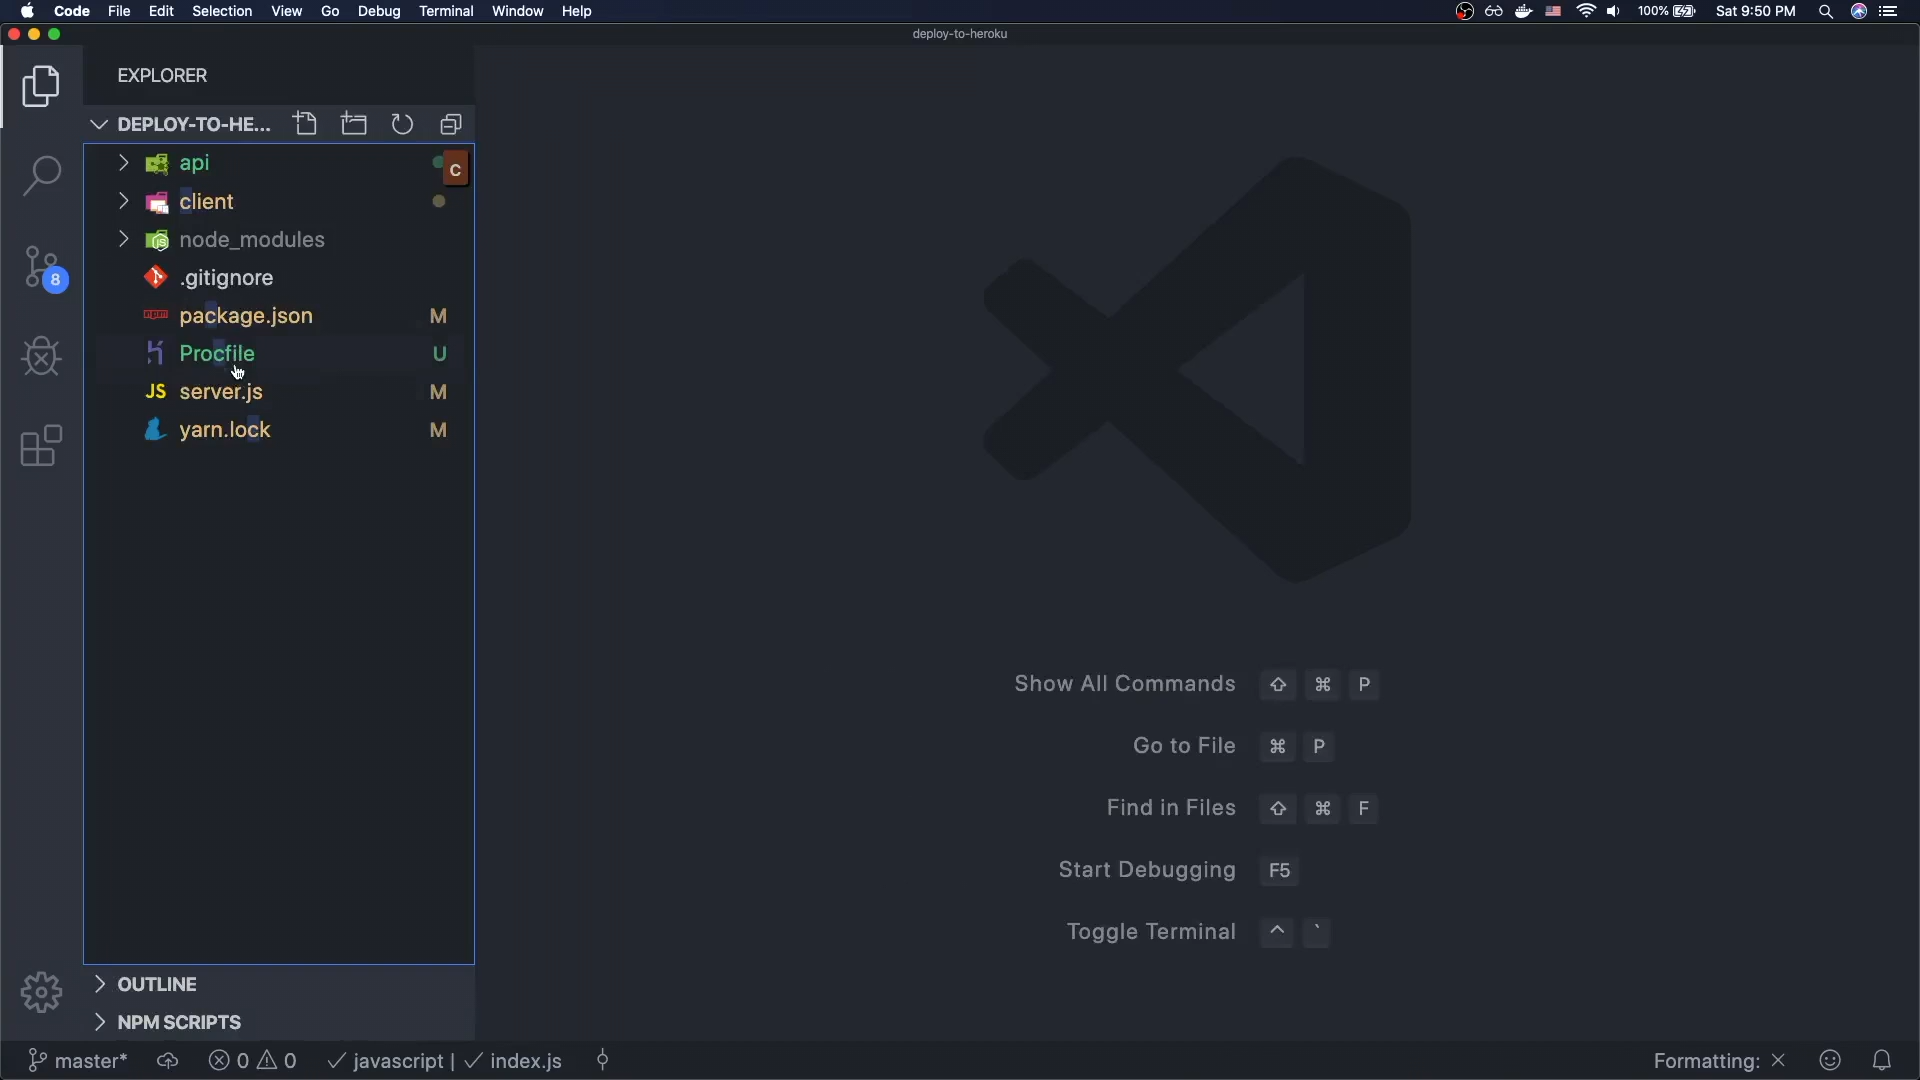 Code File Edit Selection View Go Debug Terminal Window Help 100% Sat 9:50 PM
deploy-to-heroku
EXPLORER
DEPLOY-TO-HE...
api
C
client
node_modules
.gitignore
8
package.json M
Procfile U
JS server.js M
yarn.lock M
Show All Commands ⇧ ⌘ P
Go to File ⌘ P
Find in Files ⇧ ⌘ F
Start Debugging F5
Toggle Terminal ^ `
OUTLINE
NPM SCRIPTS
master* 0 0 javascript | index.js Formatting: